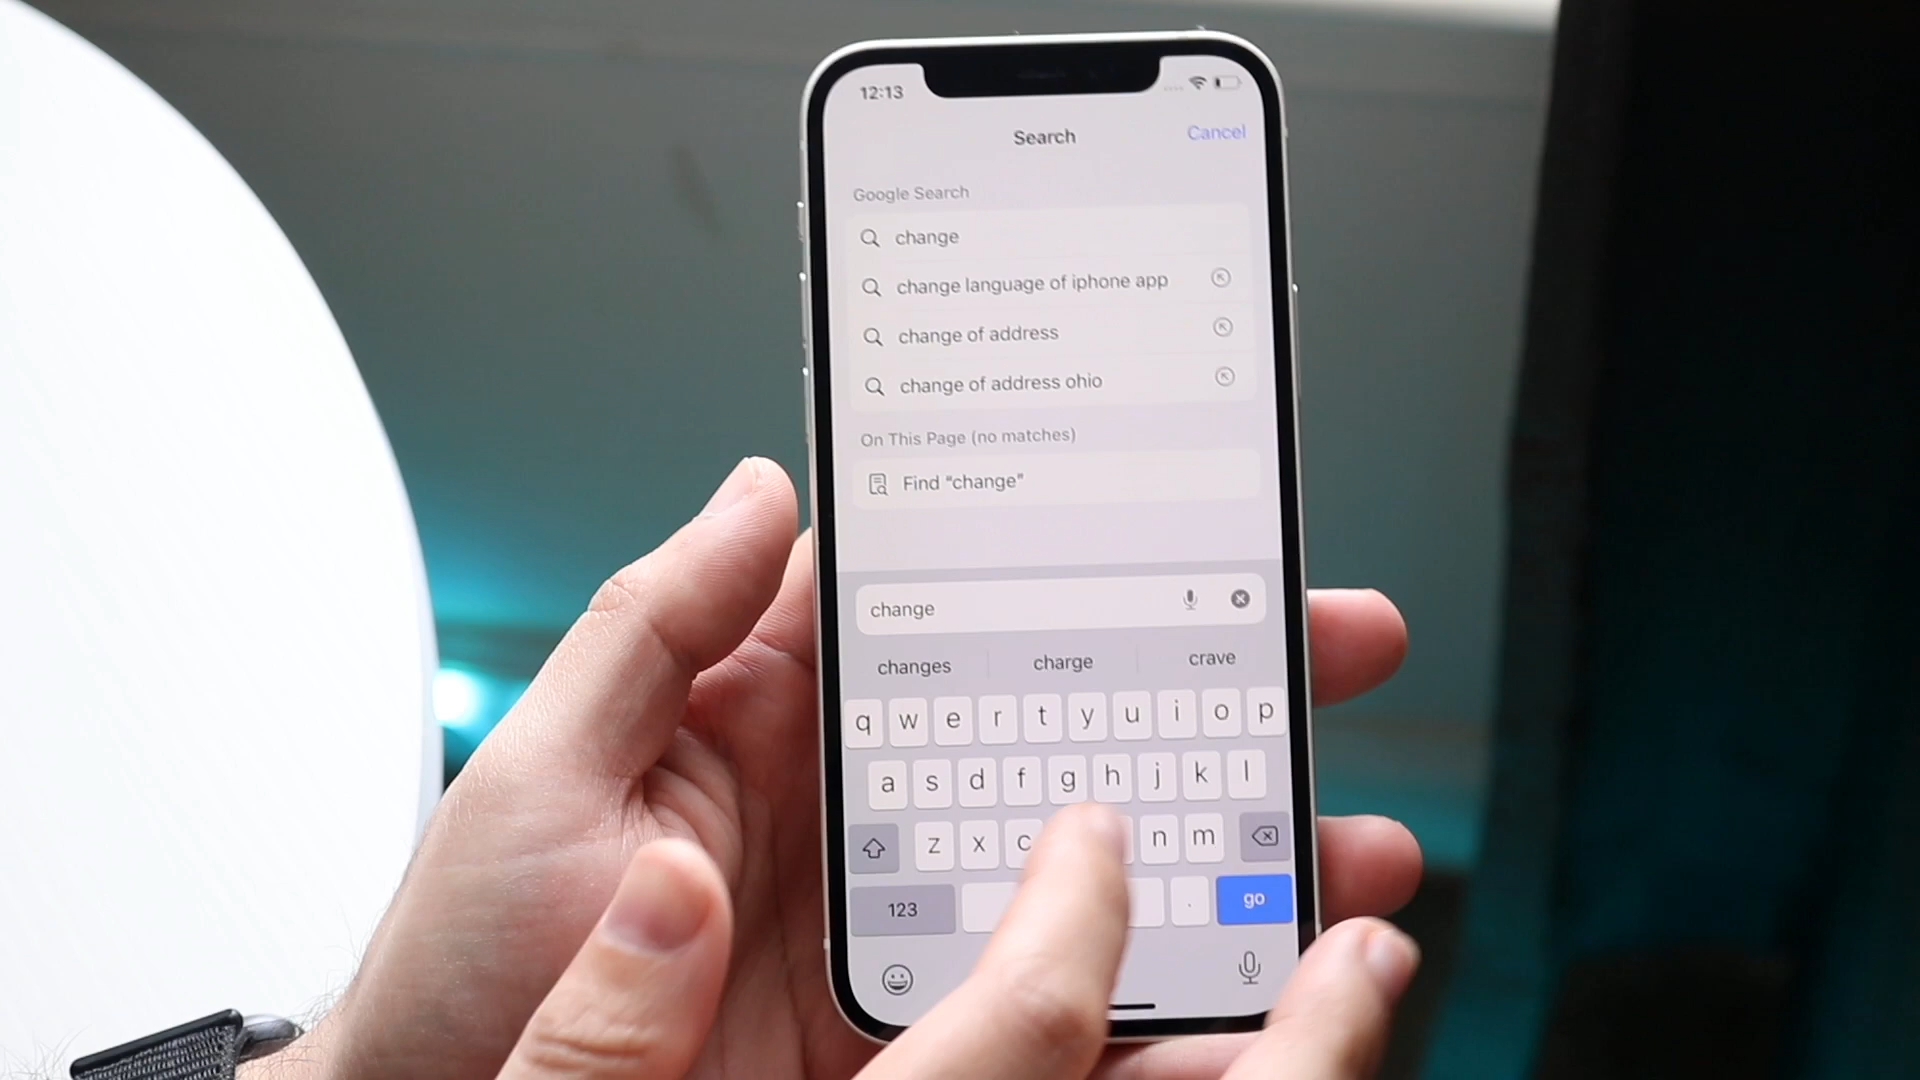 12:13
Search
Cancel
Google Search
change
change language of iphone app
change of address
change of address ohio
On This Page (no matches)
Find “change”
change
changes charge crave
q w e r t y u i o p
a s d f g h j k l
z x c n m
123 . go